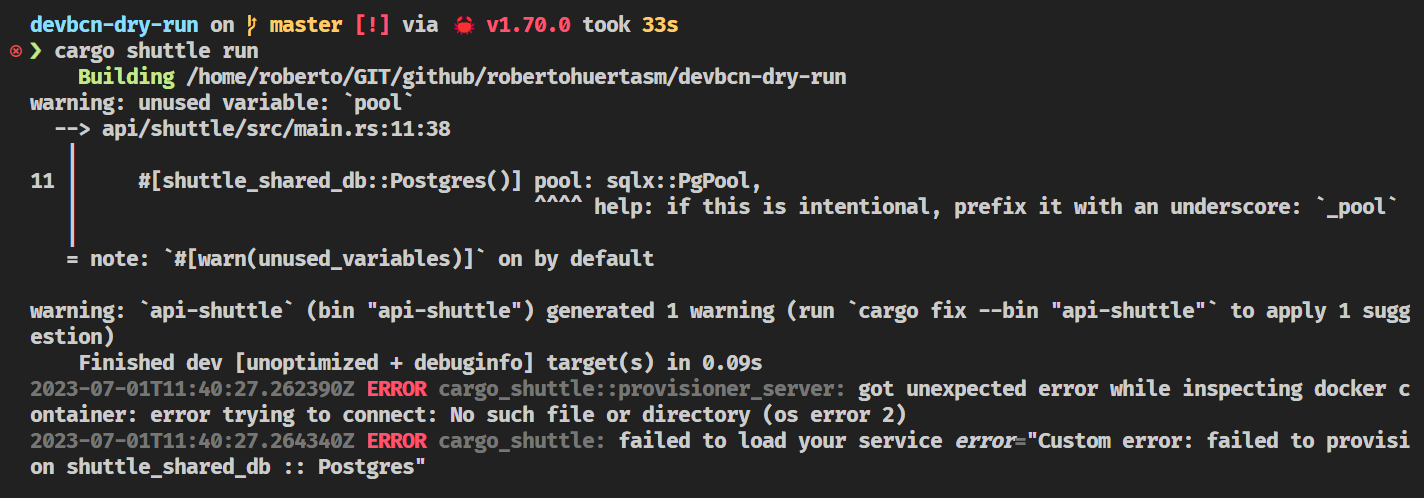 devbcn-dry-run on master [!] via 🦀 v1.70.0 took 33s
⊗ ❯ cargo shuttle run
    Building /home/roberto/GIT/github/robertohuertasm/devbcn-dry-run
warning: unused variable: `pool`
  --> api/shuttle/src/main.rs:11:38
   |
11 |     #[shuttle_shared_db::Postgres()] pool: sqlx::PgPool,
   |                                      ^^^^ help: if this is intentional, prefix it with an underscore: `_pool`
   |
   = note: `#[warn(unused_variables)]` on by default

warning: `api-shuttle` (bin "api-shuttle") generated 1 warning (run `cargo fix --bin "api-shuttle"` to apply 1 sugg
estion)
    Finished dev [unoptimized + debuginfo] target(s) in 0.09s
2023-07-01T11:40:27.262390Z ERROR cargo_shuttle::provisioner_server: got unexpected error while inspecting docker c
ontainer: error trying to connect: No such file or directory (os error 2)
2023-07-01T11:40:27.264340Z ERROR cargo_shuttle: failed to load your service error="Custom error: failed to provisi
on shuttle_shared_db :: Postgres"